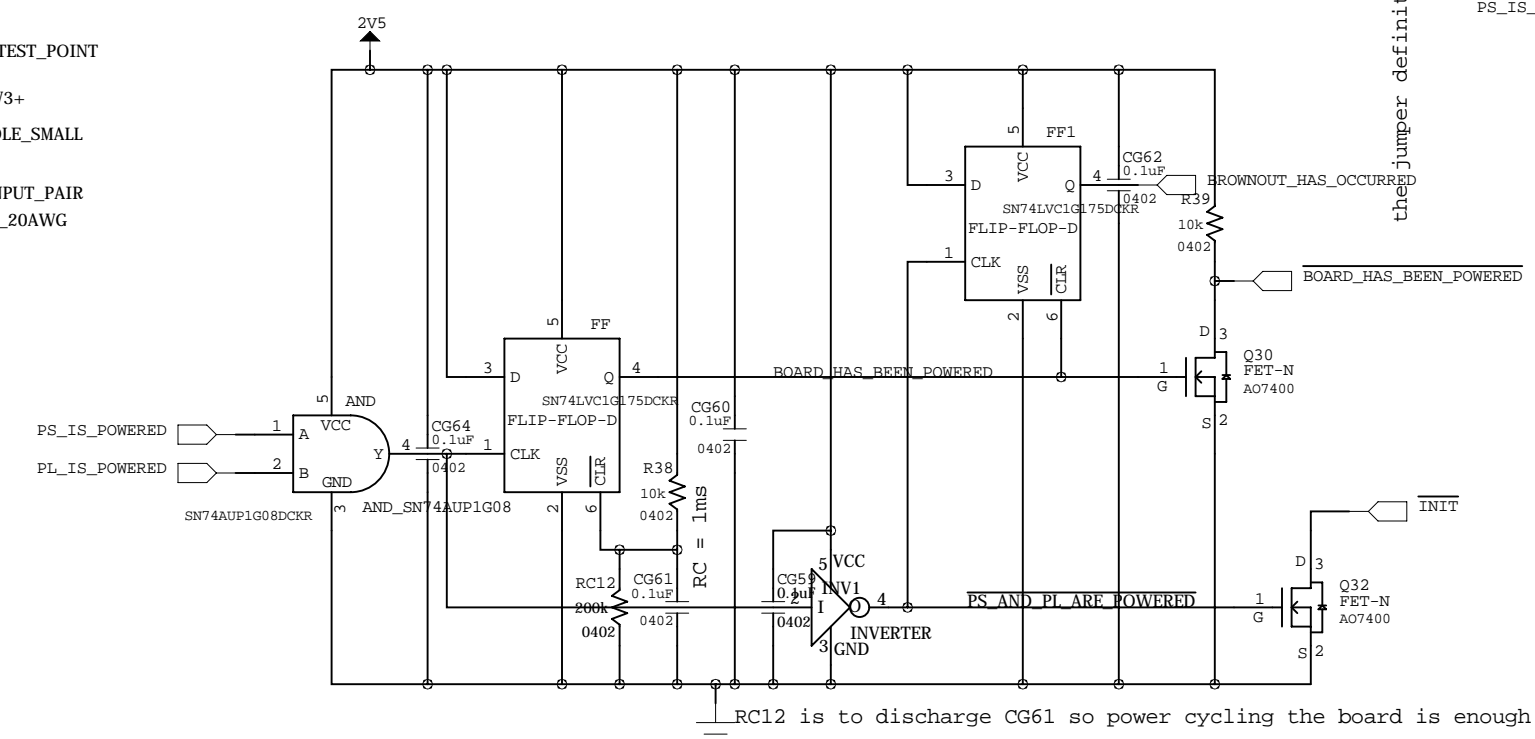 2V5
TEST_POINT
V3+
OLE_SMALL
NPUT_PAIR
_20AWG
PS_IS_
the jumper definit
5
FF1
VCC
3
D
Q
4
CG62
0.1uF
0402
BROWNOUT_HAS_OCCURRED
SN74LVC1G175DCKR
FLIP-FLOP-D
1
CLK
VSS
CLR
2
6
R39
10k
0402
BOARD_HAS_BEEN_POWERED
D
3
Q30
FET-N
AO7400
1
G
S
2
5
FF
VCC
3
D
Q
4
BOARD_HAS_BEEN_POWERED
SN74LVC1G175DCKR
FLIP-FLOP-D
1
CLK
VSS
CLR
2
6
CG60
0.1uF
0402
5
AND
VCC
PS_IS_POWERED
1
A
PL_IS_POWERED
2
B
Y
4
GND
3
SN74AUP1G08DCKR
AND_SN74AUP1G08
CG64
0.1uF
0402
R38
10k
0402
RC = 1ms
RC12
200k
0402
CG61
0.1uF
0402
CG59
0.1uF
0402
5
VCC
INV1
2
I
O
4
INVERTER
3
GND
PS_AND_PL_ARE_POWERED
INIT
D
3
Q32
FET-N
AO7400
1
G
S
2
RC12 is to discharge CG61 so power cycling the board is enough